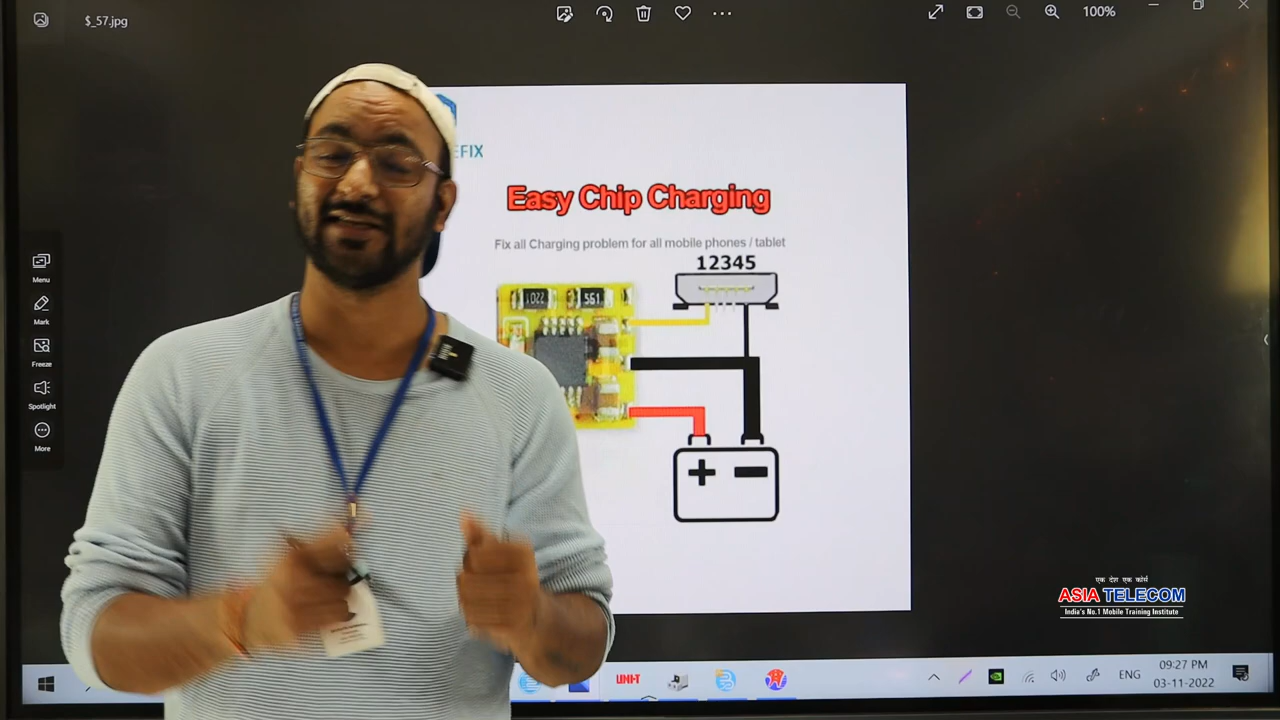 $_57.jpg
100%
EFIX
Easy Chip Charging
Fix all Charging problem for all mobile phones / tablet
12345
1022
561
Menu
Mark
Freeze
Spotlight
More
एक देश एक कोर्स
ASIA TELECOM
India's No.1 Mobile Training Institute
UNI-T
ENG
09:27 PM
03-11-2022